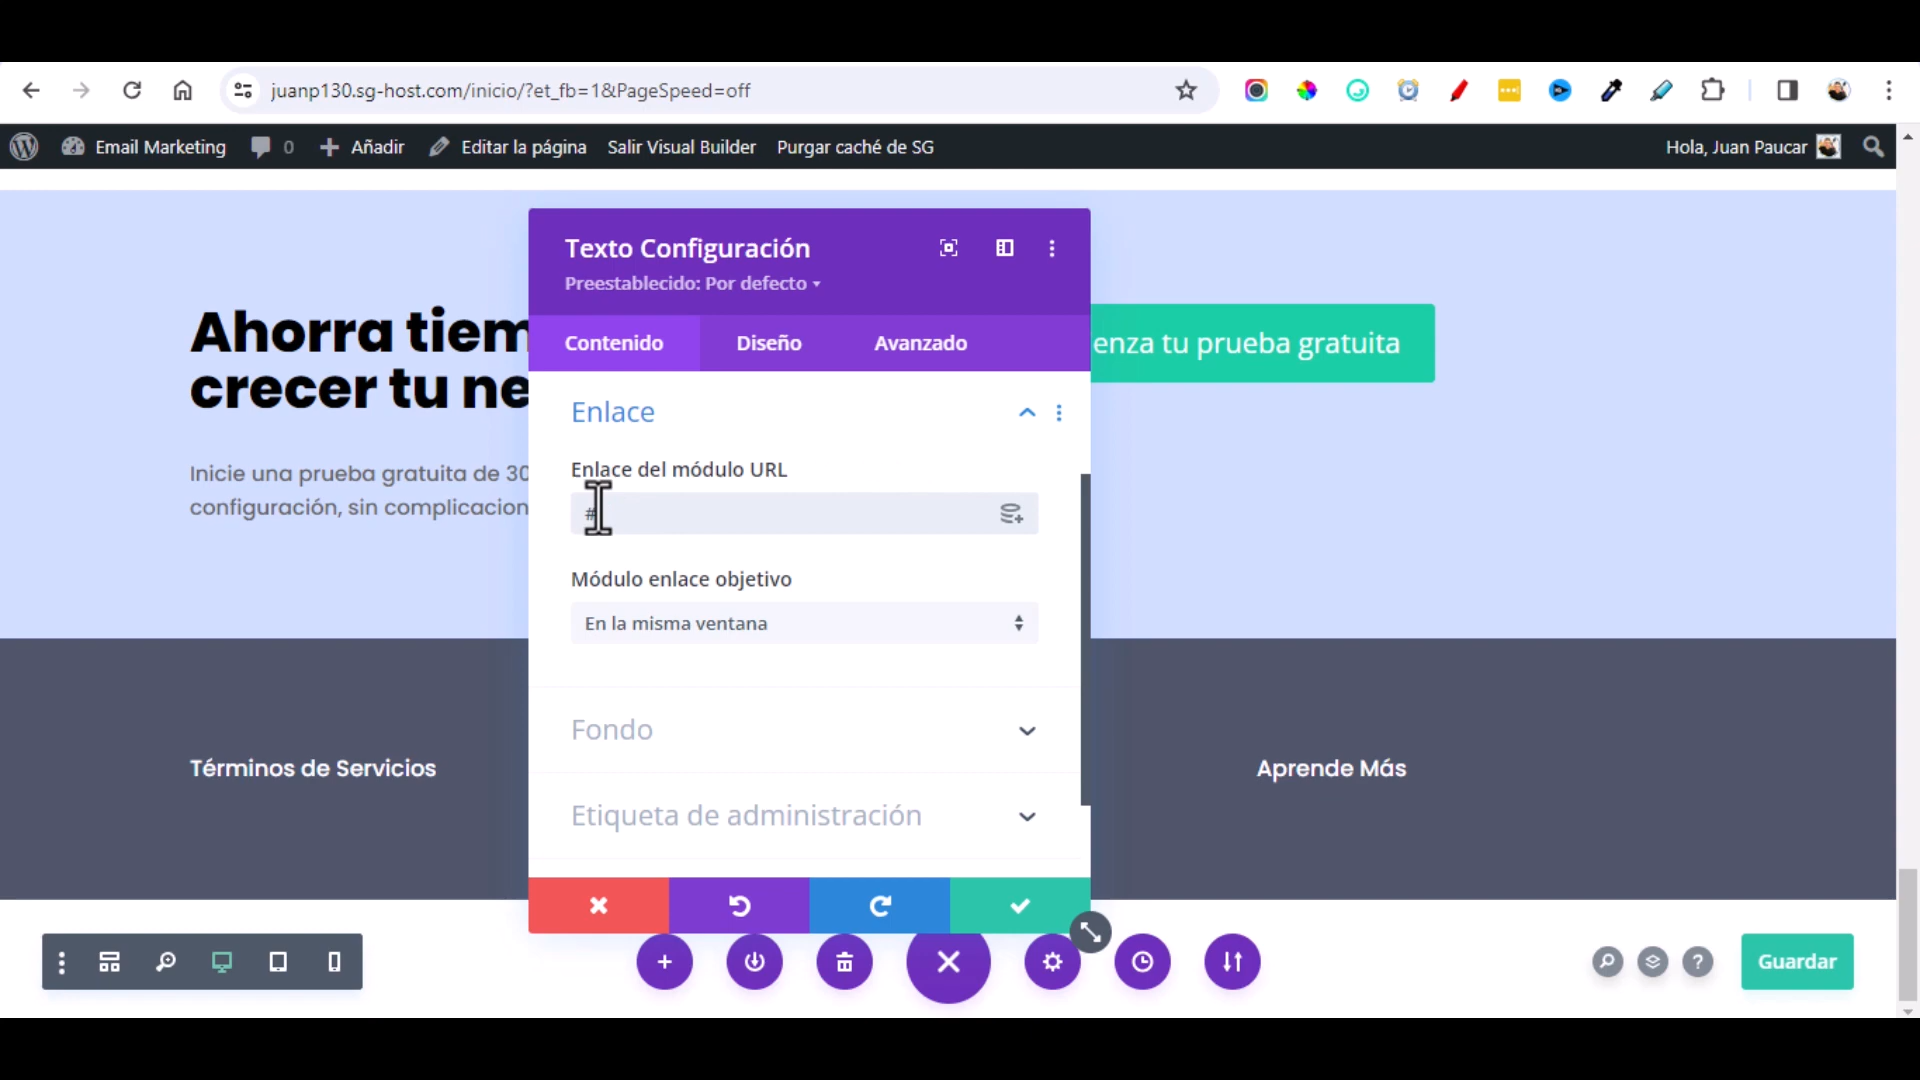 juanp130.sg-host.com/inicio/?et_fb=1&PageSpeed=off
Email Marketing 0 Añadir Editar la página Salir Visual Builder Purgar caché de SG Hola, Juan Paucar
Ahorra tiem
crecer tu ne
Inicie una prueba gratuita de 30
configuración, sin complicacion
enza tu prueba gratuita
Texto Configuración
Preestablecido: Por defecto
Contenido Diseño Avanzado
Enlace
Enlace del módulo URL
#
Módulo enlace objetivo
En la misma ventana
Fondo
Etiqueta de administración
Términos de Servicios
Aprende Más
?
Guardar